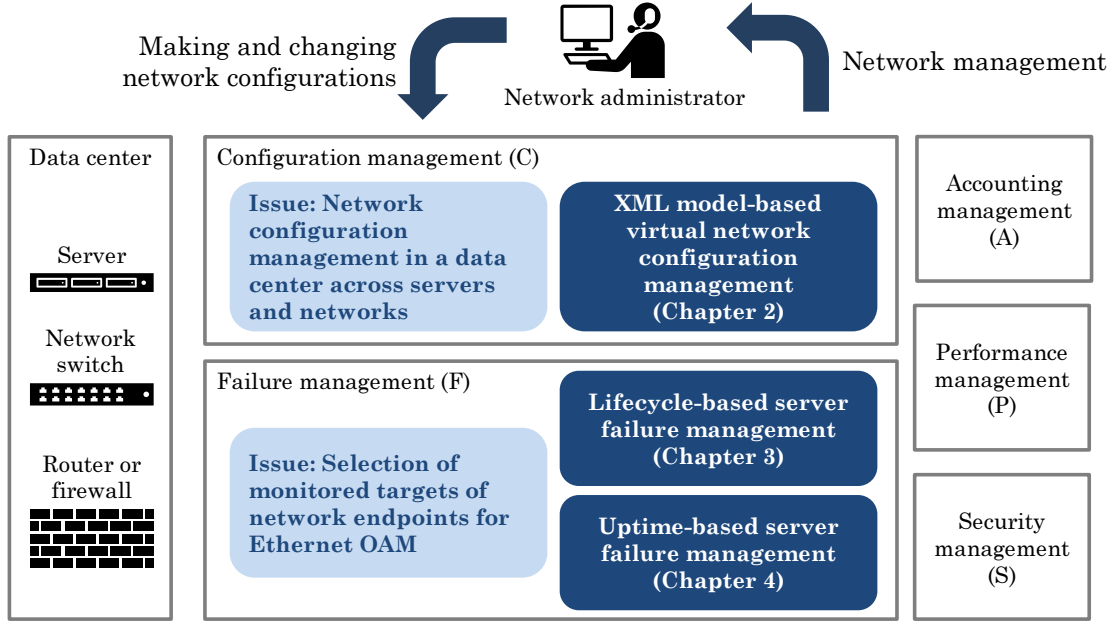 Making and changing
network configurations
Network administrator
Network management
Data center
Server
Network
switch
Router or
firewall
Configuration management (C)
Issue: Network
configuration
management in a data
center across servers
and networks
XML model-based
virtual network
configuration
management
(Chapter 2)
Failure management (F)
Issue: Selection of
monitored targets of
network endpoints for
Ethernet OAM
Lifecycle-based server
failure management
(Chapter 3)
Uptime-based server
failure management
(Chapter 4)
Accounting
management
(A)
Performance
management
(P)
Security
management
(S)